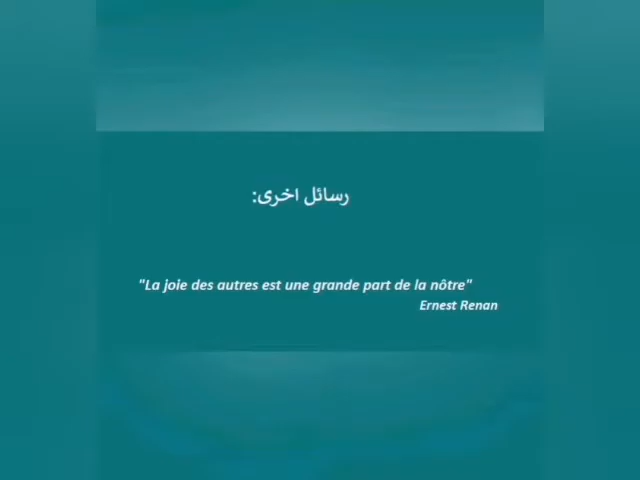 رسائل اخرى:
"La joie des autres est une grande part de la nôtre"
Ernest Renan